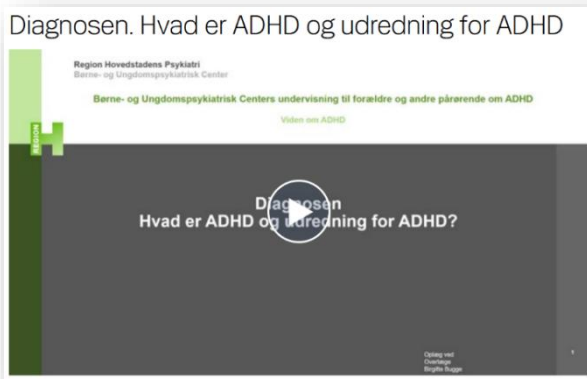 Diagnosen. Hvad er ADHD og udredning for ADHD
Region Hovedstadens Psykiatri
Børne- og Ungdomspsykiatrisk Center
Børne- og Ungdomspsykiatrisk Centers undervisning til forældre og andre pårørende om ADHD
Viden om ADHD
REGION
Diagnosen
Hvad er ADHD og udredning for ADHD?
Oplæg ved
Overlæge
Birgitte Bugge
1